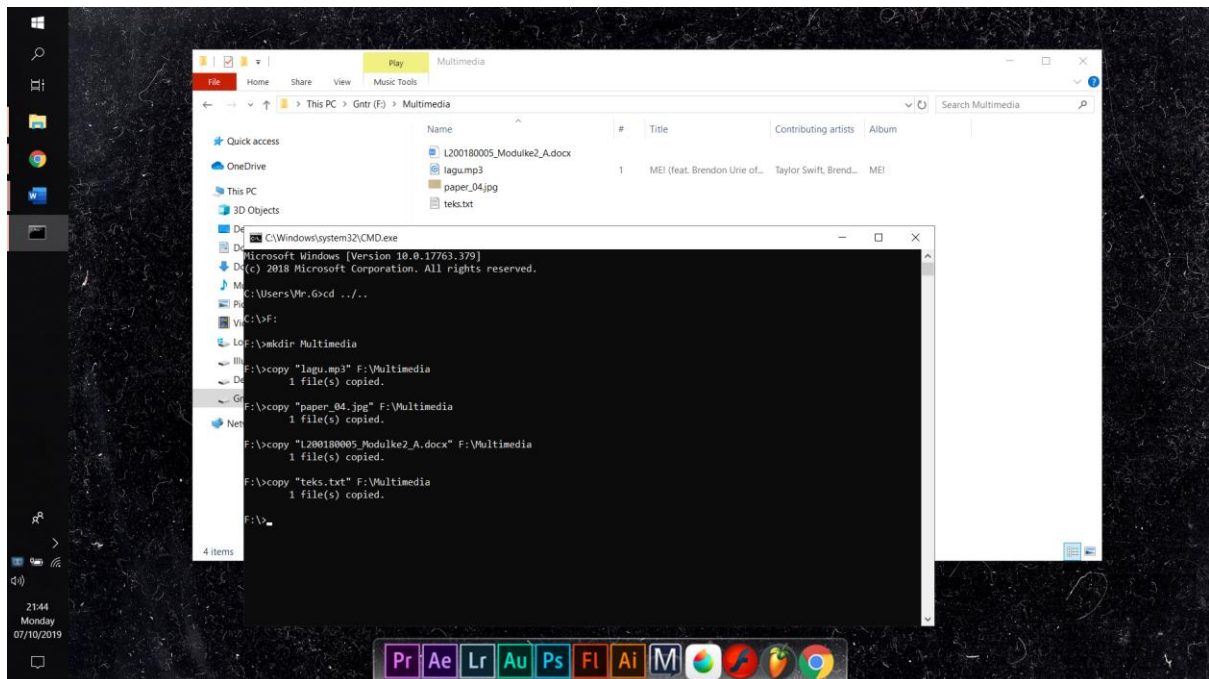 Play
Multimedia
File Home Share View Music Tools
This PC > Gntr (F:) > Multimedia
Search Multimedia
Name # Title Contributing artists Album
Quick access
OneDrive
This PC
3D Objects
L200180005_Modulke2_A.docx
lagu.mp3 1 ME! (feat. Brendon Urie of... Taylor Swift, Brend... ME!
paper_04.jpg
teks.txt
4 items
C:\Windows\system32\CMD.exe
Microsoft Windows [Version 10.0.17763.379]
(c) 2018 Microsoft Corporation. All rights reserved.
C:\Users\Mr.G>cd ../..
C:\>F:
F:\>mkdir Multimedia
F:\>copy "lagu.mp3" F:\Multimedia
1 file(s) copied.
F:\>copy "paper_04.jpg" F:\Multimedia
1 file(s) copied.
F:\>copy "L200180005_Modulke2_A.docx" F:\Multimedia
1 file(s) copied.
F:\>copy "teks.txt" F:\Multimedia
1 file(s) copied.
F:\>
21:44
Monday
07/10/2019
Pr Ae Lr Au Ps Fl Ai M